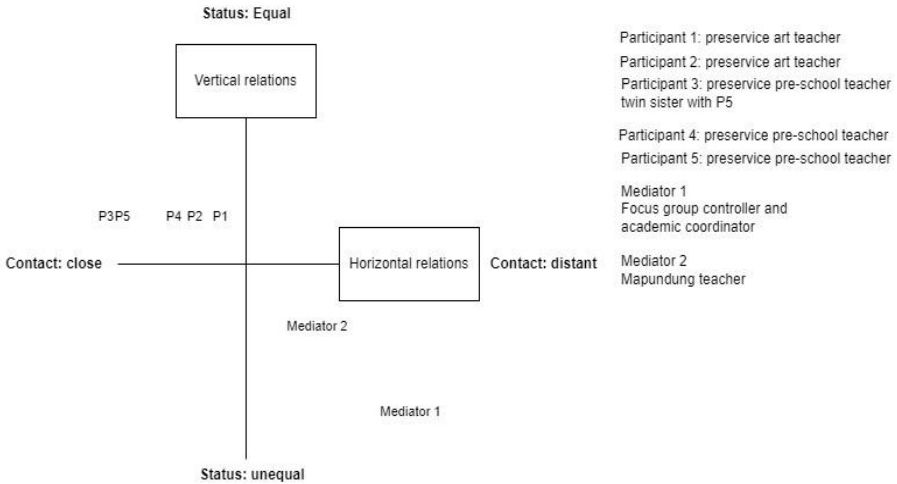 Status: Equal
Vertical relations
P3P5 P4 P2 P1
Contact: close
Horizontal relations
Contact: distant
Mediator 2
Mediator 1
Status: unequal
Participant 1: preservice art teacher
Participant 2: preservice art teacher
Participant 3: preservice pre-school teacher
twin sister with P5
Participant 4: preservice pre-school teacher
Participant 5: preservice pre-school teacher
Mediator 1
Focus group controller and
academic coordinator
Mediator 2
Mapundung teacher